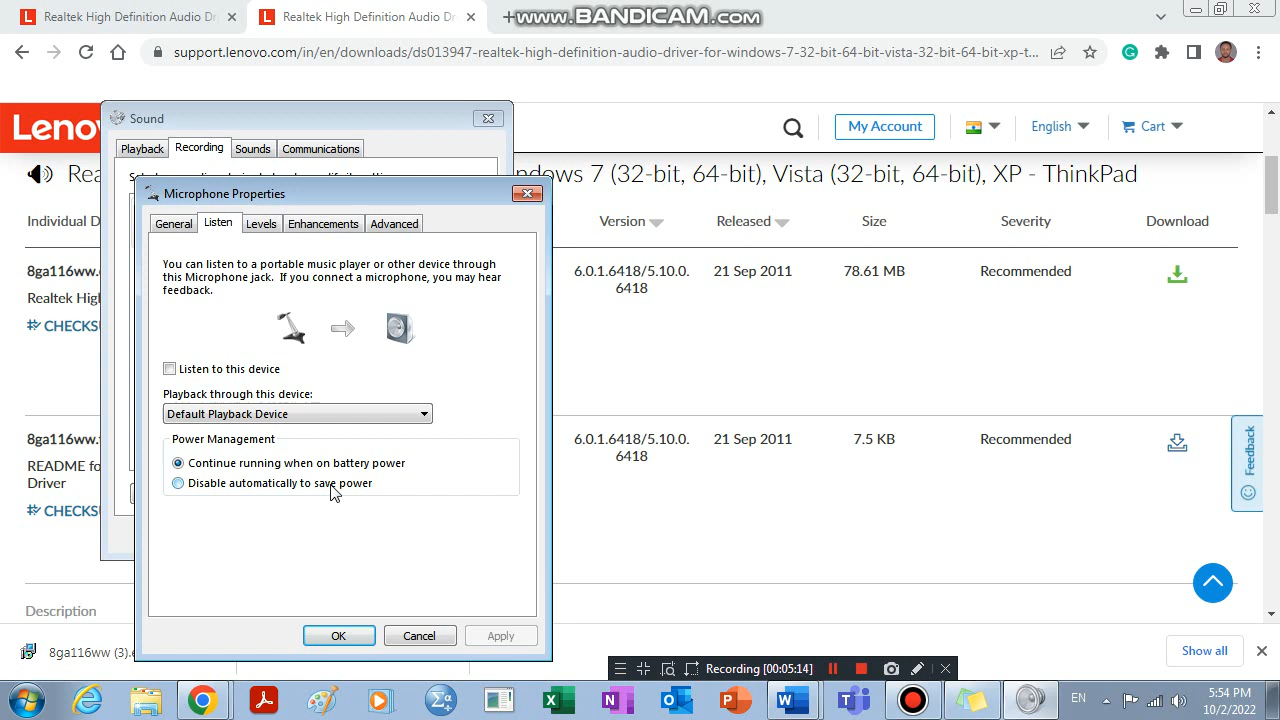 Realtek High Definition Audio Dr
Realtek High Definition Audio Dr
www.BANDICAM.com
support.lenovo.com/in/en/downloads/ds013947-realtek-high-definition-audio-driver-for-windows-7-32-bit-64-bit-vista-32-bit-64-bit-xp-t...
Leno
My Account
English
Cart
Sound
Playback
Recording
Sounds
Communications
Rea
ndows 7 (32-bit, 64-bit), Vista (32-bit, 64-bit), XP - ThinkPad
Individual D
Version
Released
Size
Severity
Download
8ga116ww.
Realtek Hig
CHECKS
6.0.1.6418/5.10.0.
6418
21 Sep 2011
78.61 MB
Recommended
8ga116ww.
README fo
Driver
CHECKSU
6.0.1.6418/5.10.0.
6418
21 Sep 2011
7.5 KB
Recommended
Feedback
Description
Microphone Properties
General
Listen
Levels
Enhancements
Advanced
You can listen to a portable music player or other device through
this Microphone jack. If you connect a microphone, you may hear
feedback.
Listen to this device
Playback through this device:
Default Playback Device
Power Management
Continue running when on battery power
Disable automatically to save power
OK
Cancel
Apply
8ga116ww (3).e
Show all
Recording [00:05:14]
EN
5:54 PM
10/2/2022